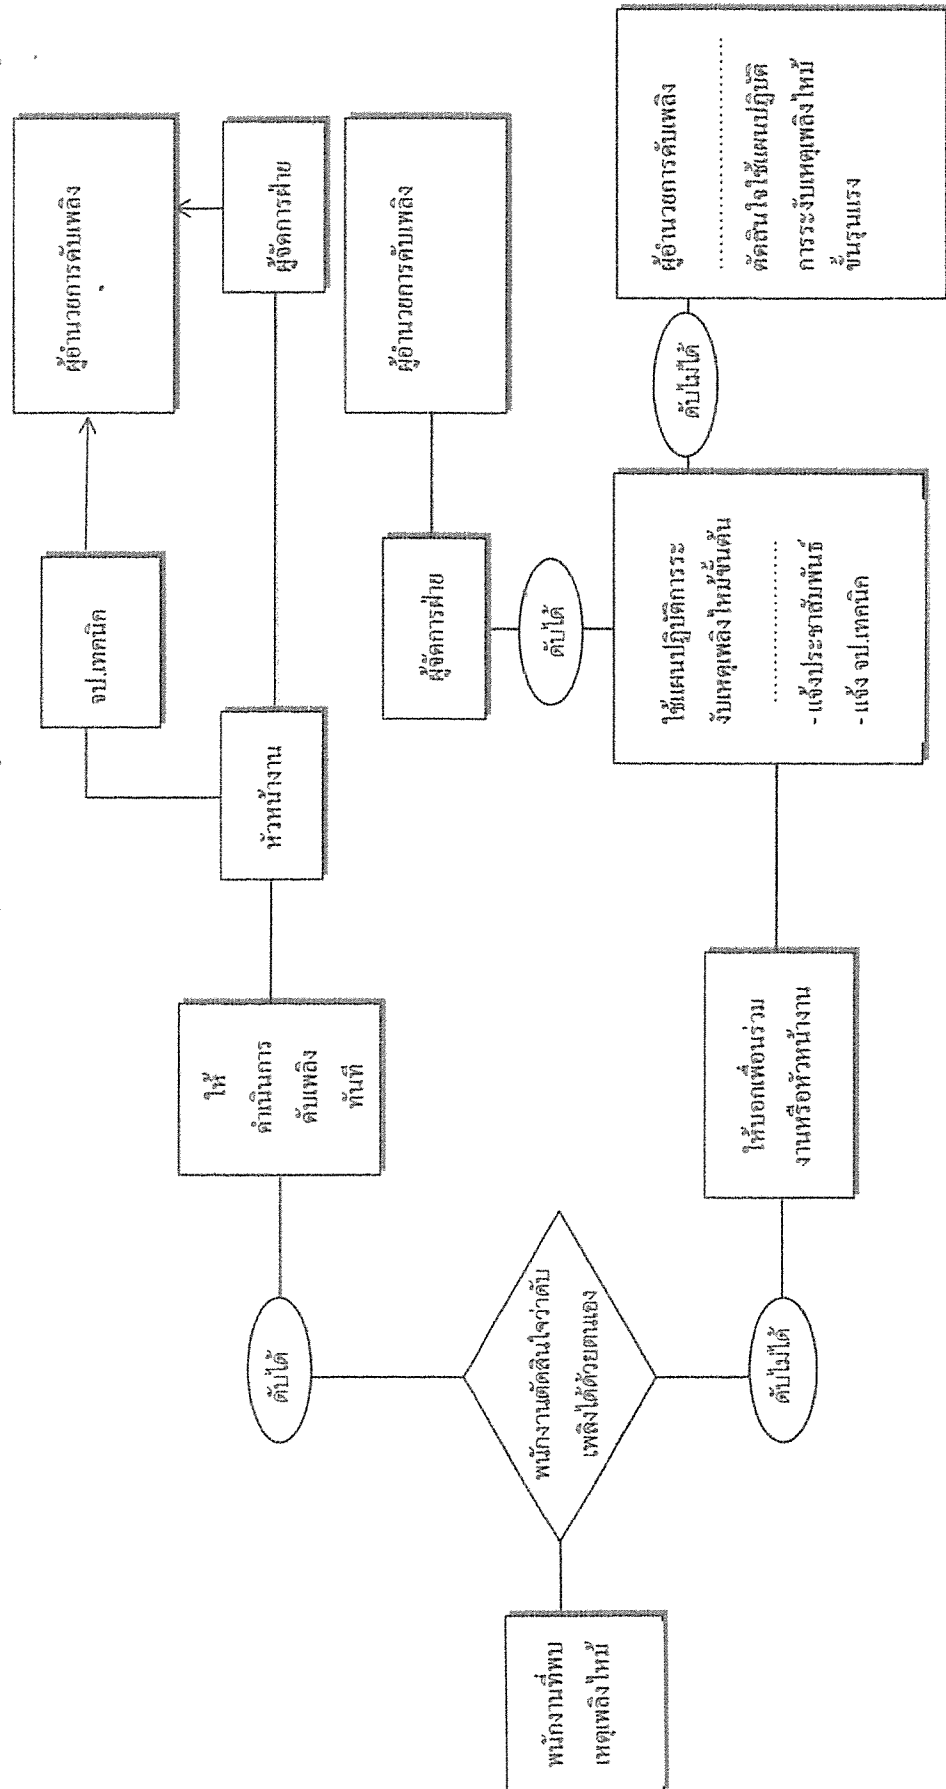 พนักงานที่พบ
เหตุเพลิงไหม้
พนักงานตัดสินใจว่าดับ
เพลิงได้ด้วยตนเอง
ดับได้
ให้
ดำเนินการ
ดับเพลิง
ทันที
หัวหน้างาน
จป.เทคนิค
ผู้อำนวยการดับเพลิง
ผู้จัดการฝ่าย
ดับไม่ได้
ให้บอกเพื่อนร่วม
งานหรือหัวหน้างาน
ใช้แผนปฏิบัติการระ
งับเหตุเพลิงไหม้ขั้นต้น
..................
- แจ้งประชาสัมพันธ์
- แจ้ง จป.เทคนิค
ดับได้
ผู้จัดการฝ่าย
ผู้อำนวยการดับเพลิง
ดับไม่ได้
ผู้อำนวยการดับเพลิง
........................
ตัดสินใจใช้แผนปฏิบัติ
การระงับเหตุเพลิงไหม้
ขั้นรุนแรง